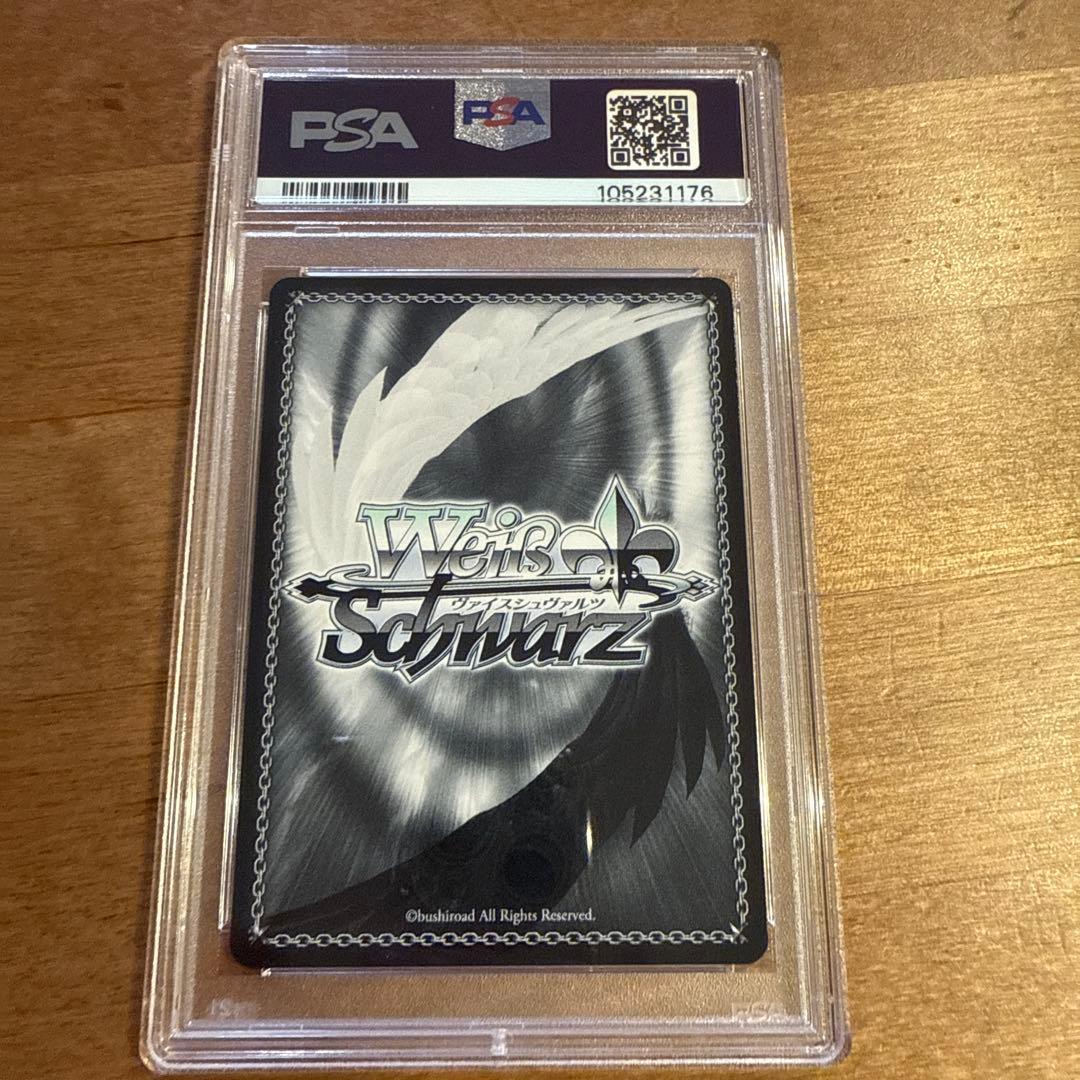 PSA
PSA
105231176
Weiß
ヴァイスシュヴァルツ
Schwarz
©bushiroad All Rights Reserved.
PSA